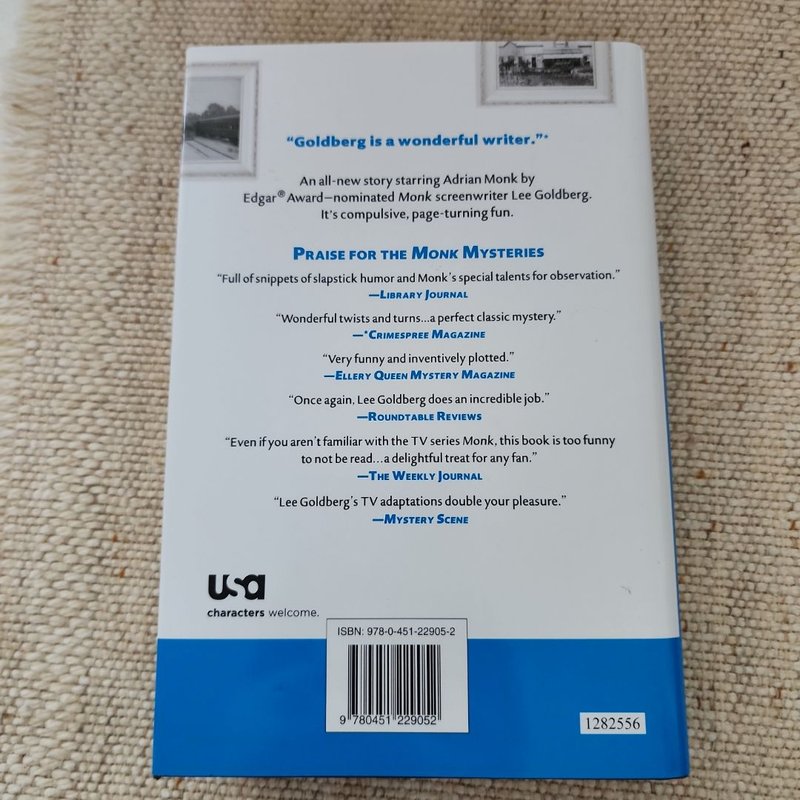 “Goldberg is a wonderful writer.”*
An all-new story starring Adrian Monk by
Edgar® Award–nominated Monk screenwriter Lee Goldberg.
It's compulsive, page-turning fun.
PRAISE FOR THE MONK MYSTERIES
“Full of snippets of slapstick humor and Monk's special talents for observation.”
—LIBRARY JOURNAL
“Wonderful twists and turns...a perfect classic mystery.”
—*CRIMESPREE MAGAZINE
“Very funny and inventively plotted.”
—ELLERY QUEEN MYSTERY MAGAZINE
“Once again, Lee Goldberg does an incredible job.”
—ROUNDTABLE REVIEWS
“Even if you aren't familiar with the TV series Monk, this book is too funny
to not be read...a delightful treat for any fan.”
—THE WEEKLY JOURNAL
“Lee Goldberg's TV adaptations double your pleasure.”
—MYSTERY SCENE
usa
characters welcome.
ISBN: 978-0-451-22905-2
9 780451 229052
1282556